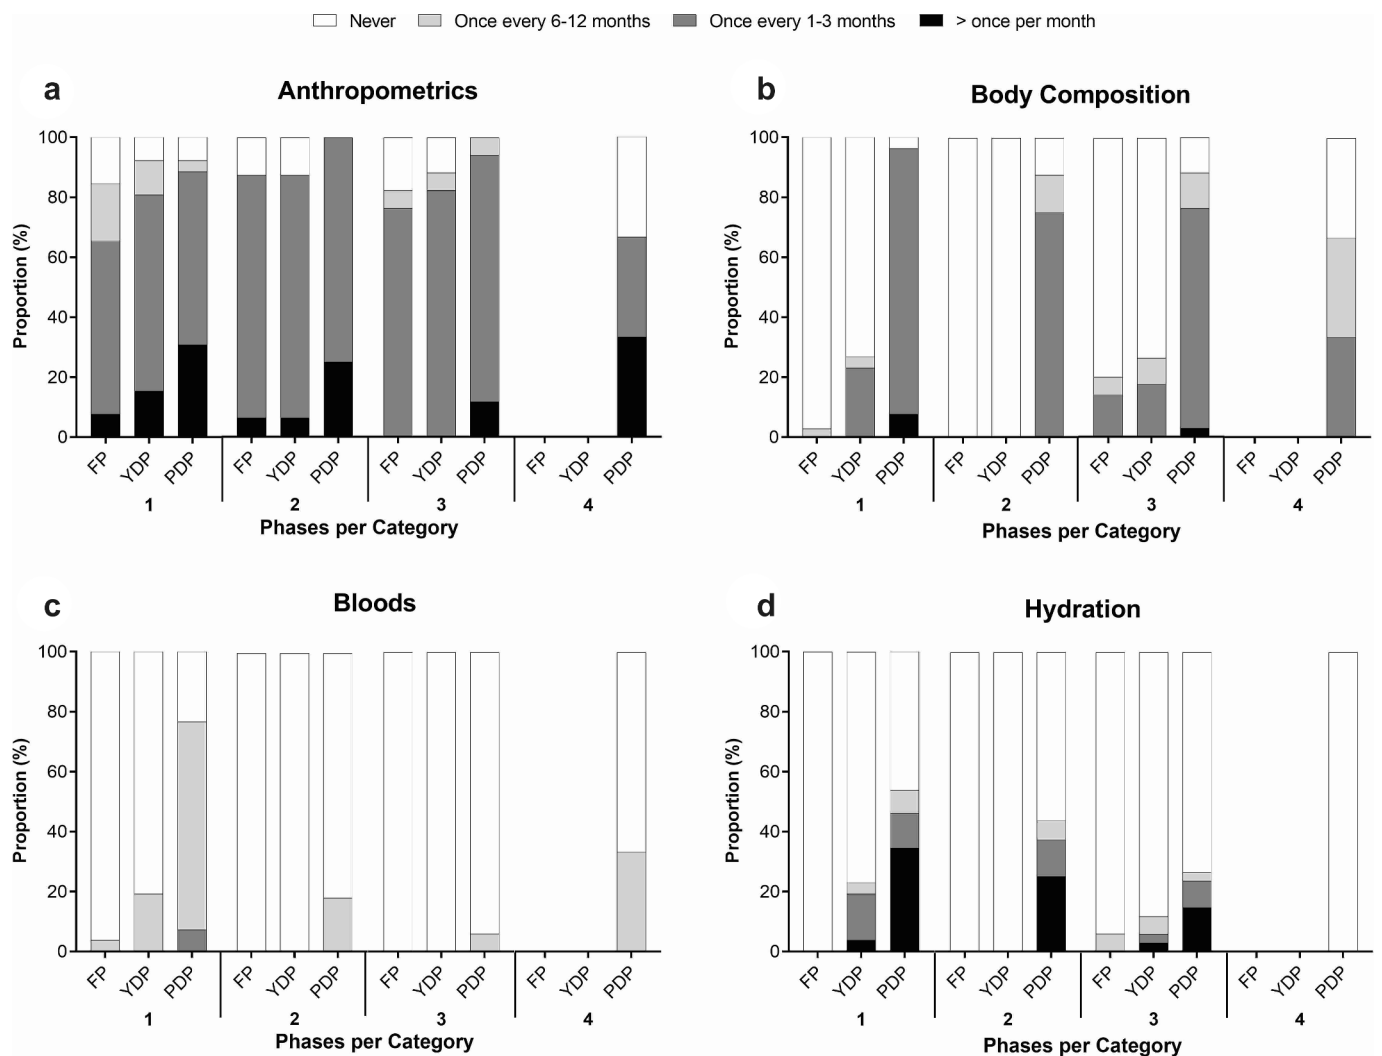 Never Once every 6-12 months Once every 1-3 months > once per month
a
Anthropometrics
Proportion (%)
100
80
60
40
20
0
FP YDP PDP FP YDP PDP FP YDP PDP FP YDP PDP
1 2 3 4
Phases per Category
b
Body Composition
Proportion (%)
100
80
60
40
20
0
FP YDP PDP FP YDP PDP FP YDP PDP FP YDP PDP
1 2 3 4
Phases per Category
c
Bloods
Proportion (%)
100
80
60
40
20
0
FP YDP PDP FP YDP PDP FP YDP PDP FP YDP PDP
1 2 3 4
Phases per Category
d
Hydration
Proportion (%)
100
80
60
40
20
0
FP YDP PDP FP YDP PDP FP YDP PDP FP YDP PDP
1 2 3 4
Phases per Category